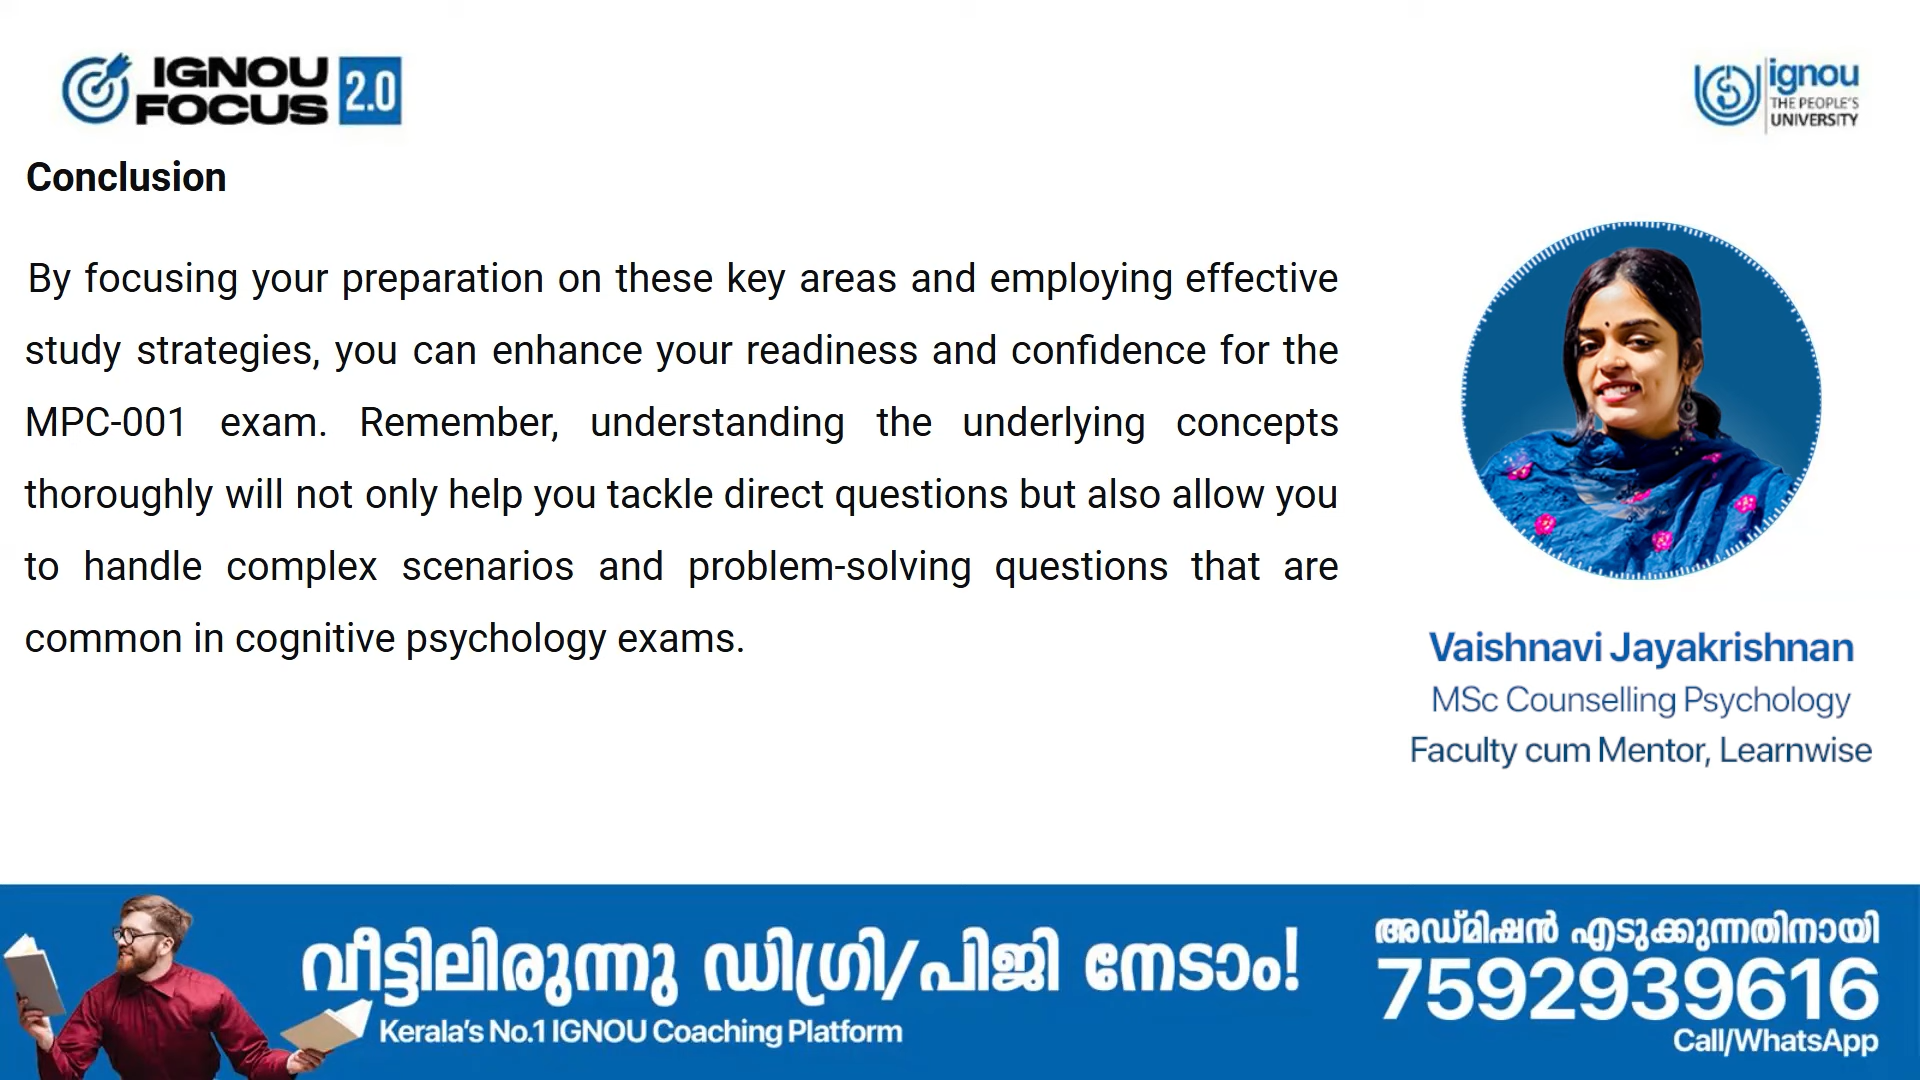 IGNOU
FOCUS 2.0
ignou
THE PEOPLE'S
UNIVERSITY
Conclusion
By focusing your preparation on these key areas and employing effective
study strategies, you can enhance your readiness and confidence for the
MPC-001 exam. Remember, understanding the underlying concepts
thoroughly will not only help you tackle direct questions but also allow you
to handle complex scenarios and problem-solving questions that are
common in cognitive psychology exams.
Vaishnavi Jayakrishnan
MSc Counselling Psychology
Faculty cum Mentor, Learnwise
വീട്ടിലിരുന്നു ഡിഗ്രി/പിജി നേടാം!
Kerala's No.1 IGNOU Coaching Platform
അഡ്മിഷൻ എടുക്കുന്നതിനായി
7592939616
Call/WhatsApp